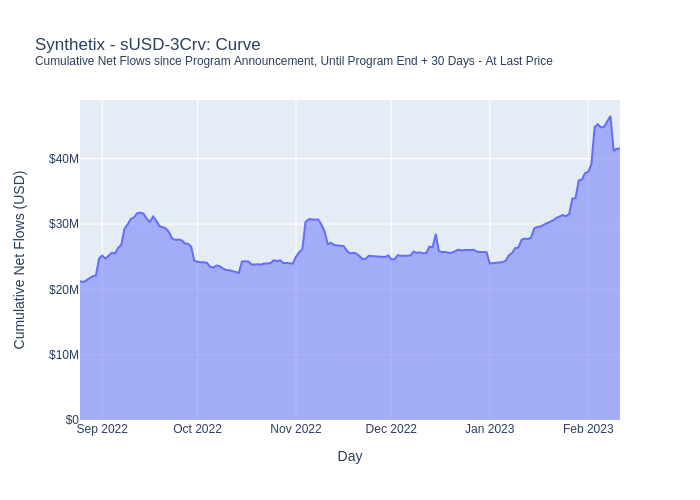 Synthetix - sUSD-3Crv: Curve
Cumulative Net Flows since Program Announcement, Until Program End + 30 Days - At Last Price
Cumulative Net Flows (USD)
$40M
$30M
$20M
$10M
$0
Sep 2022
Oct 2022
Nov 2022
Dec 2022
Jan 2023
Feb 2023
Day